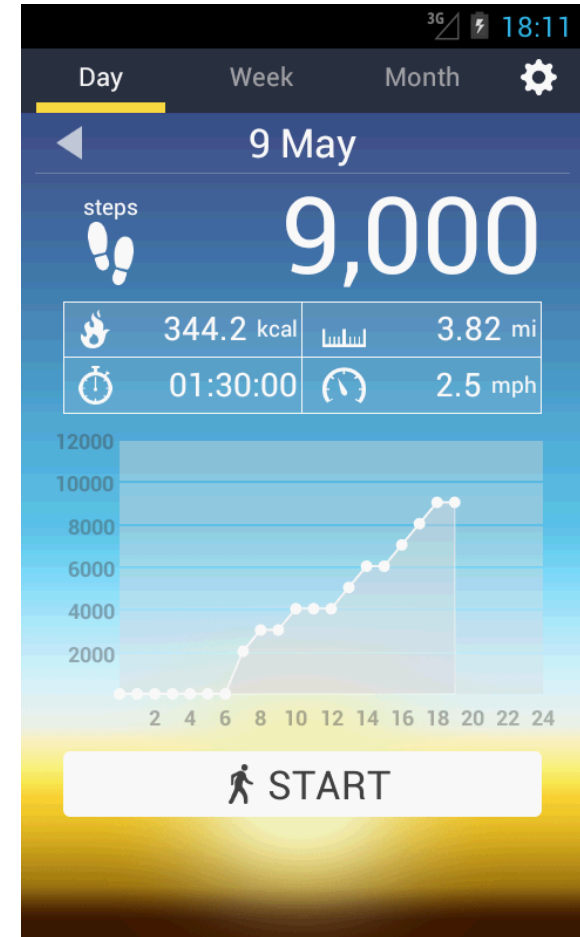 3G 18:11
Day Week Month
9 May
steps 9,000
344.2 kcal 3.82 mi
01:30:00 2.5 mph
12000
10000
8000
6000
4000
2000
2 4 6 8 10 12 14 16 18 20 22 24
START